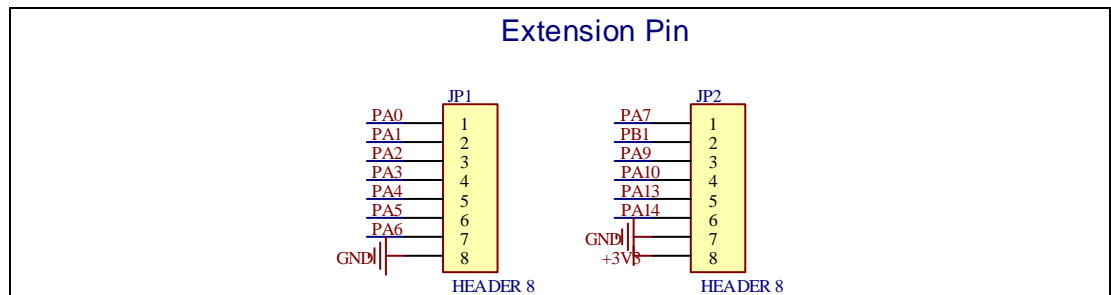 Extension Pin
JP1
PA0 1
PA1 2
PA2 3
PA3 4
PA4 5
PA5 6
PA6 7
GND 8
HEADER 8
JP2
PA7 1
PB1 2
PA9 3
PA10 4
PA13 5
PA14 6
GND 7
+3V3 8
HEADER 8